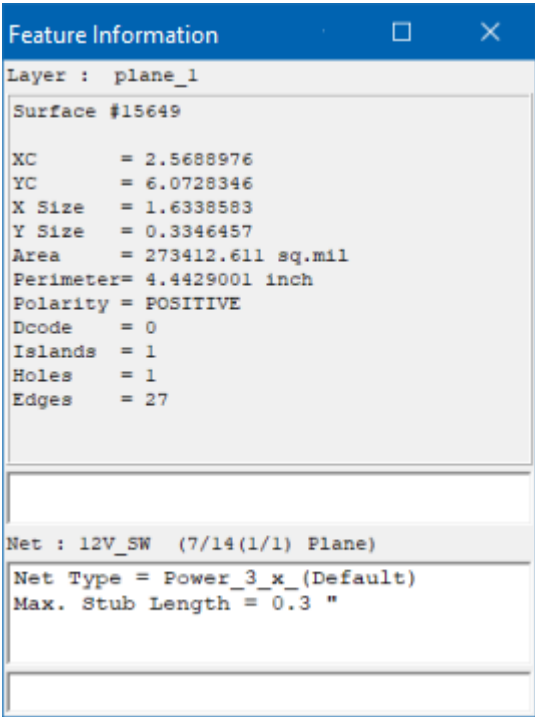 Feature Information
Layer :  plane_1
Surface #15649
XC       = 2.5688976
YC       = 6.0728346
X Size   = 1.6338583
Y Size   = 0.3346457
Area     = 273412.611 sq.mil
Perimeter= 4.4429001 inch
Polarity = POSITIVE
Dcode    = 0
Islands  = 1
Holes    = 1
Edges    = 27
Net : 12V_SW  (7/14(1/1) Plane)
Net Type = Power_3_x_(Default)
Max. Stub Length = 0.3 "